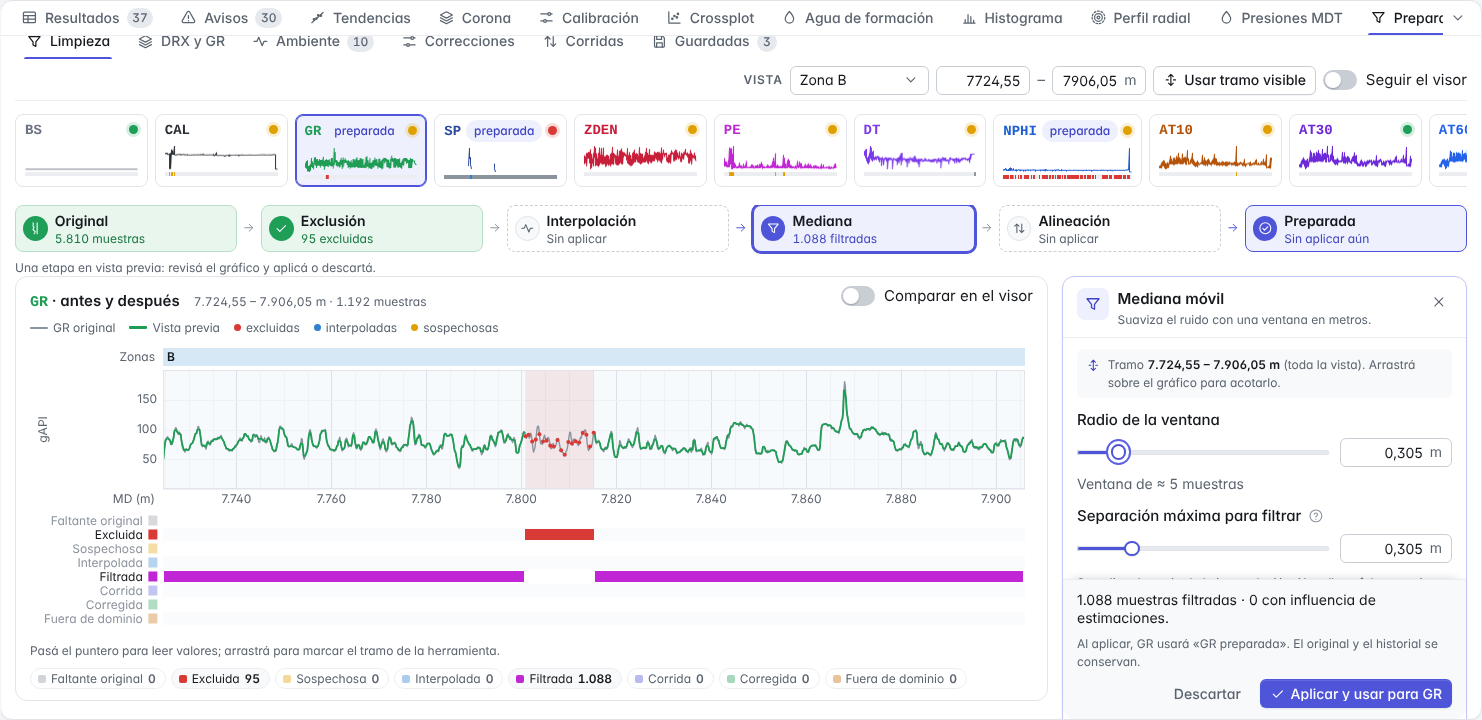 Resultados 37 Avisos 30 Tendencias Corona Calibración Crossplot Agua de formación Histograma Perfil radial Presiones MDT Prepara
Limpieza DRX y GR Ambiente 10 Correcciones Corridas Guardadas 3
VISTA Zona B 7724,55 – 7906,05 m Usar tramo visible Seguir el visor
BS CAL GR preparada SP preparada ZDEN PE DT NPHI preparada AT10 AT30 AT60
Original Exclusión Interpolación Mediana Alineación Preparada
5.810 muestras 95 excluidas Sin aplicar 1.088 filtradas Sin aplicar Sin aplicar aún
Una etapa en vista previa: revisá el gráfico y aplicá o descartá.
GR · antes y después 7.724,55 – 7.906,05 m · 1.192 muestras Comparar en el visor
GR original Vista previa excluidas interpoladas sospechosos
Zonas B
150
100
50
gAPI
MD (m) 7.740 7.760 7.780 7.800 7.820 7.840 7.860 7.880 7.900
Faltante original
Excluida
Sospechosa
Interpolada
Filtrada
Corrida
Corregida
Fuera de dominio
Pasá el puntero para leer valores; arrastrá para marcar el tramo de la herramienta.
Faltante original 0 Excluida 95 Sospechosa 0 Interpolada 0 Filtrada 1.088 Corrida 0 Corregida 0 Fuera de dominio 0
Mediana móvil
Suaviza el ruido con una ventana en metros.
Tramo 7.724,55 – 7.906,05 m (toda la vista). Arrastrá
sobre el gráfico para acotarlo.
Radio de la ventana
0,305 m
Ventana de ≈ 5 muestras
Separación máxima para filtrar ?
0,305 m
1.088 muestras filtradas · 0 con influencia de
estimaciones.
Al aplicar, GR usará «GR preparada». El original y el historial se
conservan.
Descartar Aplicar y usar para GR